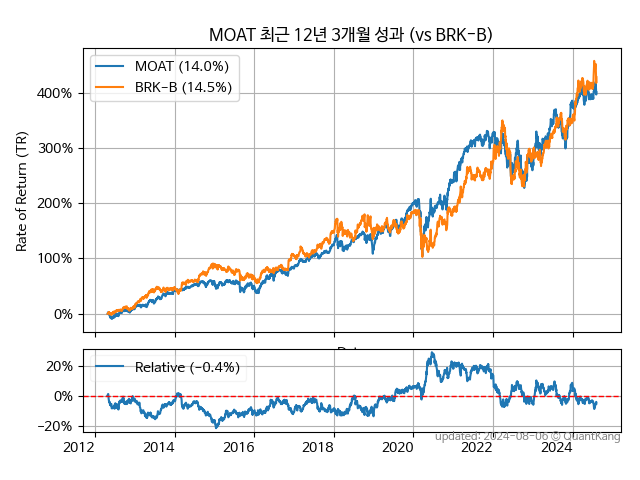 MOAT 최근 12년 3개월 성과 (vs BRK-B)
MOAT (14.0%)
BRK-B (14.5%)
Rate of Return (TR)
400%
300%
200%
100%
0%
Relative (-0.4%)
20%
0%
-20%
2012 2014 2016 2018 2020 2022 2024
updated: 2024-08-06 © QuantKang